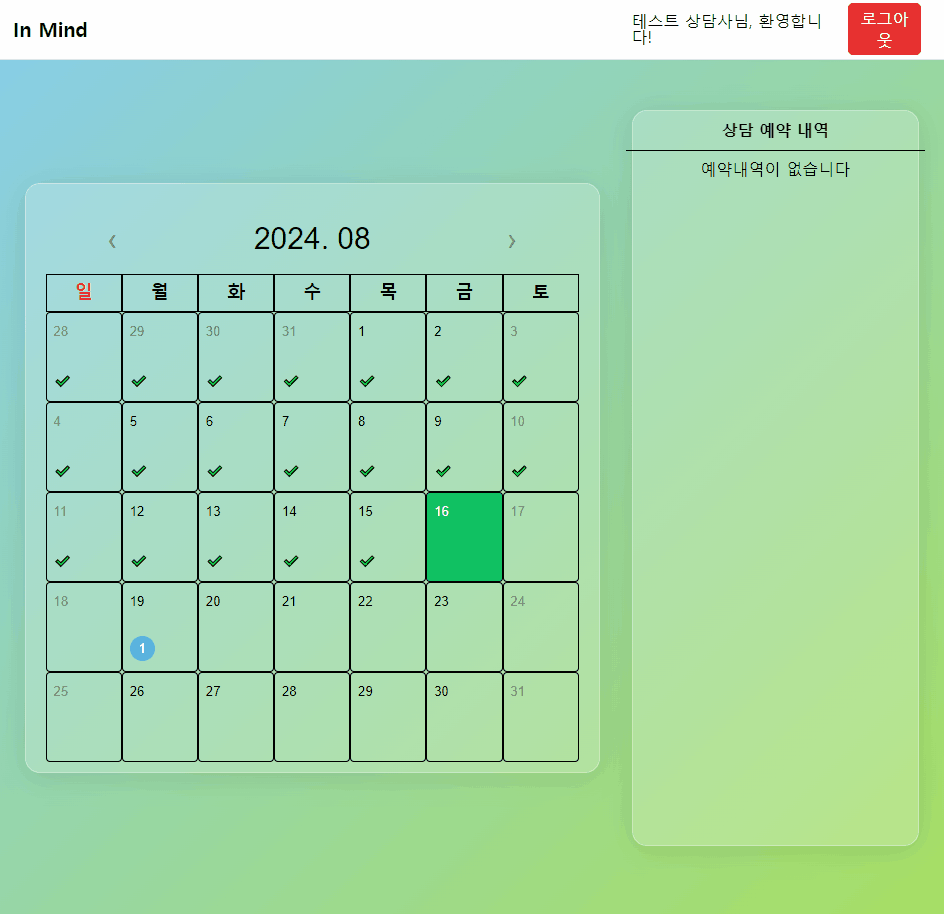 In Mind
테스트 상담사님, 환영합니
다!
로그아
웃
상담 예약 내역
예약내역이 없습니다
‹ 2024. 08 ›
일 월 화 수 목 금 토
28 29 30 31 1 2 3
4 5 6 7 8 9 10
11 12 13 14 15 16 17
18 19 20 21 22 23 24
1
25 26 27 28 29 30 31